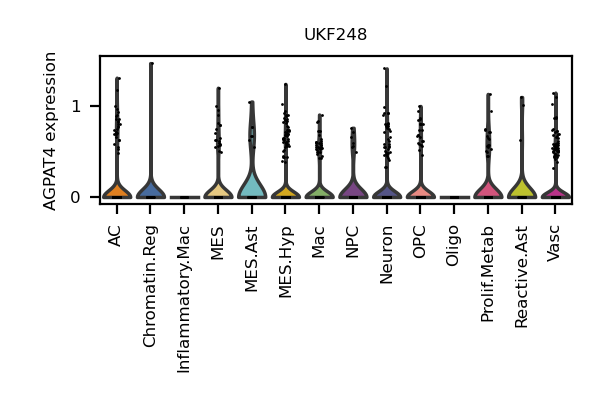 UKF248
AGPAT4 expression
1
0
AC
Chromatin.Reg
Inflammatory.Mac
MES
MES.Ast
MES.Hyp
Mac
NPC
Neuron
OPC
Oligo
Prolif.Metab
Reactive.Ast
Vasc